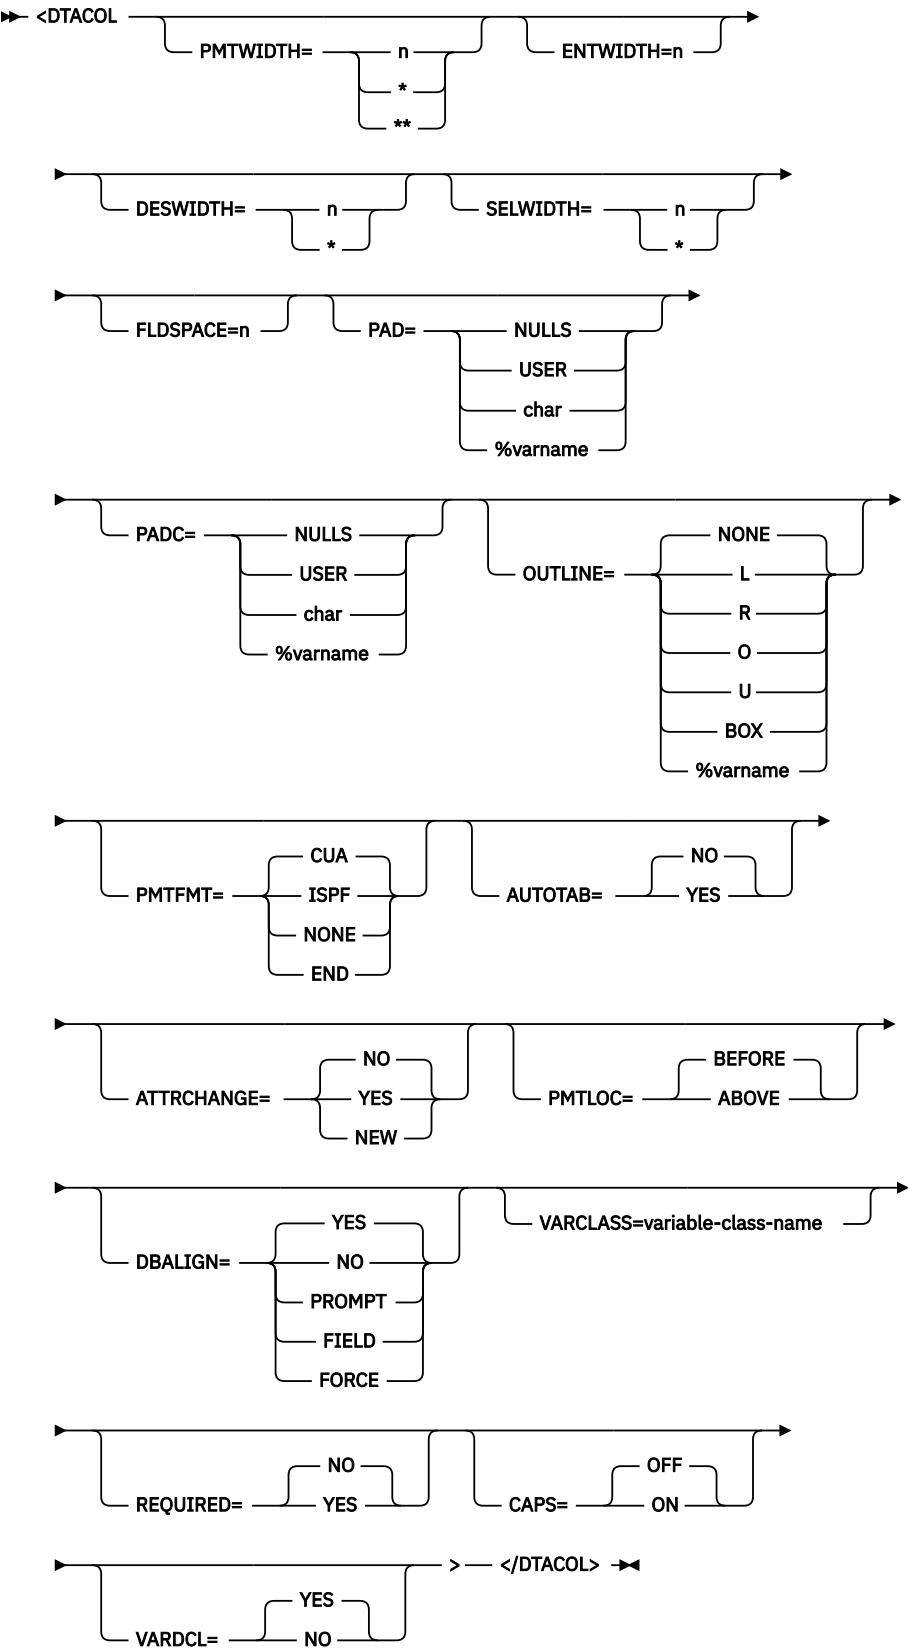 <DTACOL
PMTWIDTH= n ENTWIDTH=n
*
**
DESWIDTH= n SELWIDTH= n
* *
FLDSPACE=n PAD= NULLS
USER
char
%varname
PADC= NULLS NONE
USER OUTLINE= L
char R
%varname O
U
BOX
%varname
CUA NO
PMTFMT= ISPF AUTOTAB= YES
NONE
END
NO BEFORE
ATTRCHANGE= YES PMTLOC= ABOVE
NEW
YES VARCLASS=variable-class-name
DBALIGN= NO
PROMPT
FIELD
FORCE
NO OFF
REQUIRED= YES CAPS= ON
> </DTACOL>
YES
VARDCL= NO